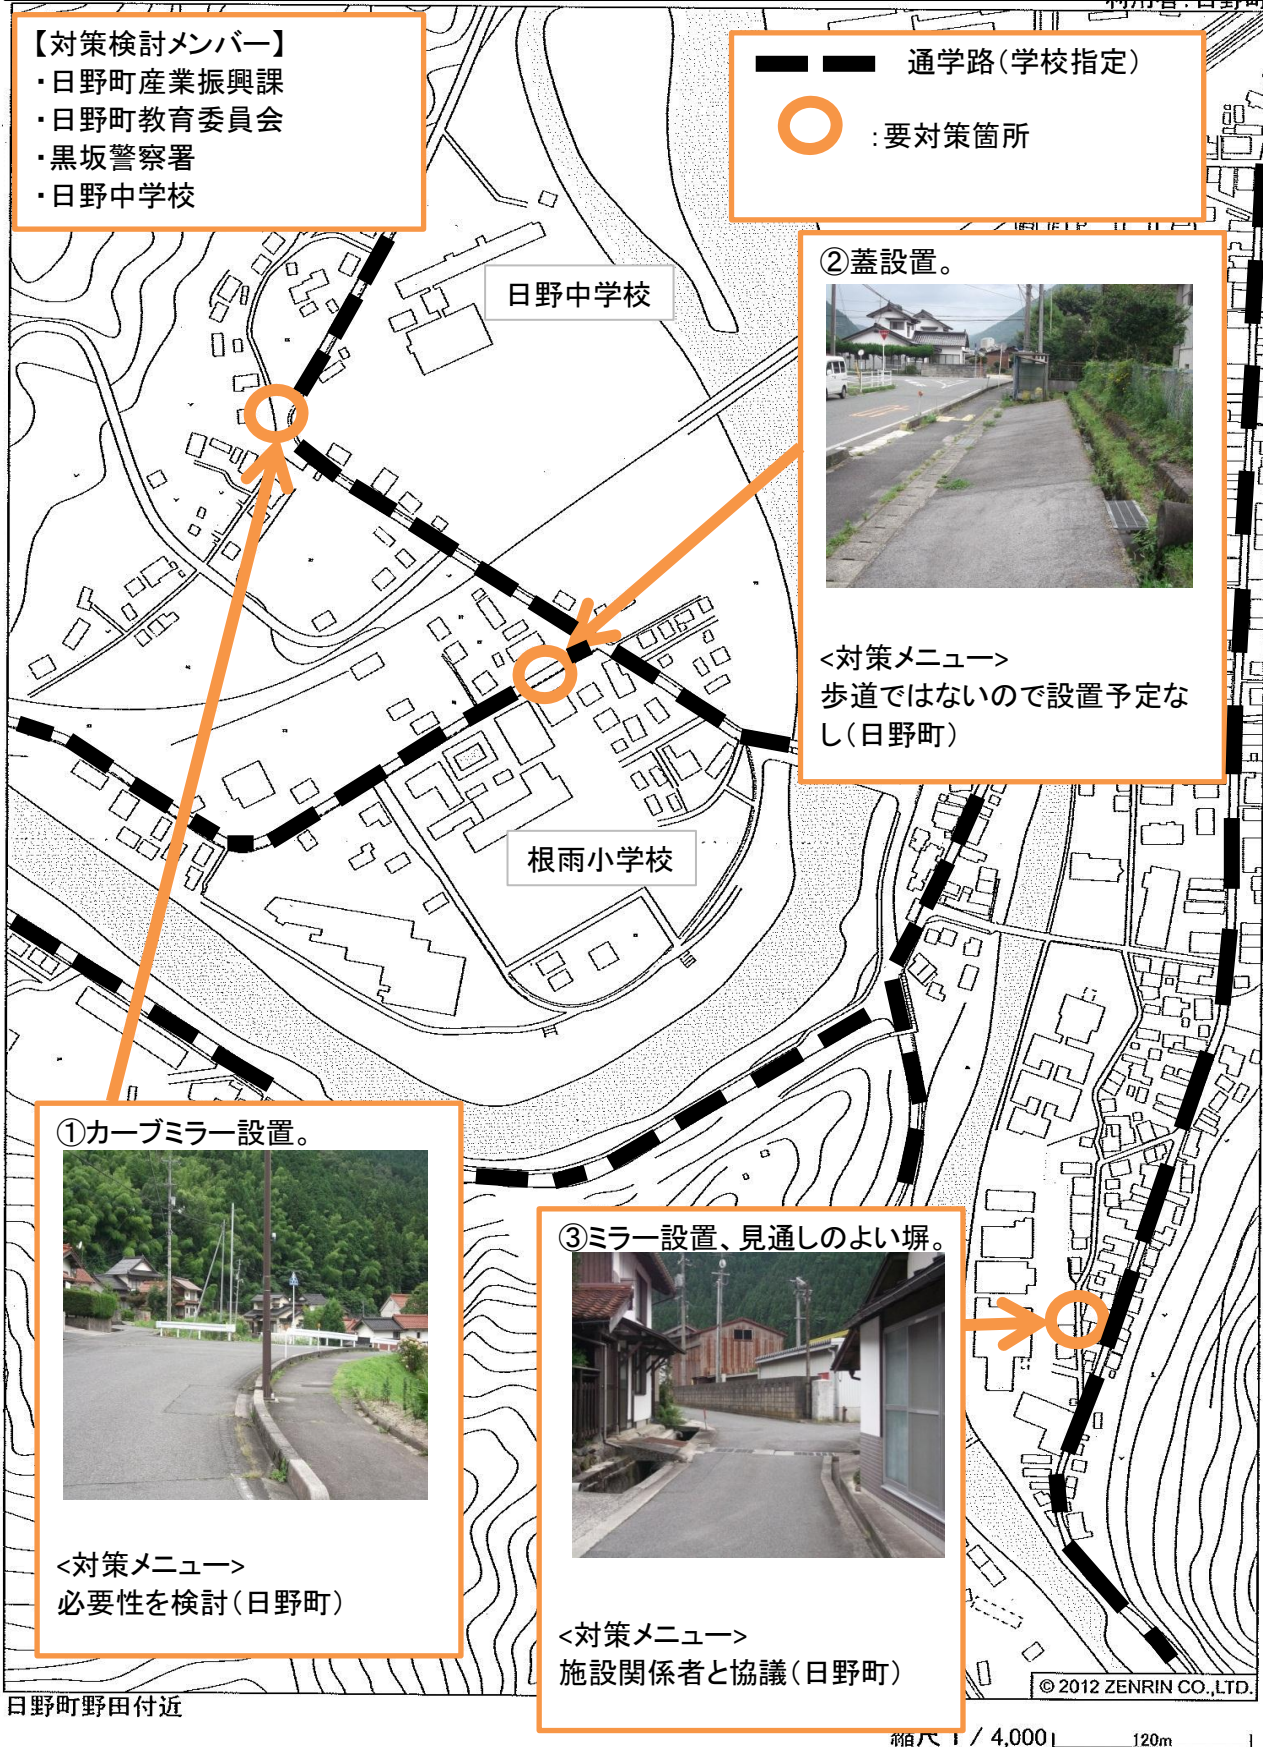 【対策検討メンバー】
・日野町産業振興課
・日野町教育委員会
・黒坂警察署
・日野中学校
通学路(学校指定)
：要対策箇所
日野中学校
②蓋設置。
<対策メニュー>
歩道ではないので設置予定な
し(日野町)
根雨小学校
①カーブミラー設置。
<対策メニュー>
必要性を検討(日野町)
③ミラー設置、見通しのよい塀。
<対策メニュー>
施設関係者と協議(日野町)
© 2012 ZENRIN CO.,LTD.
日野町野田付近
縮尺 1 / 4,000
120m